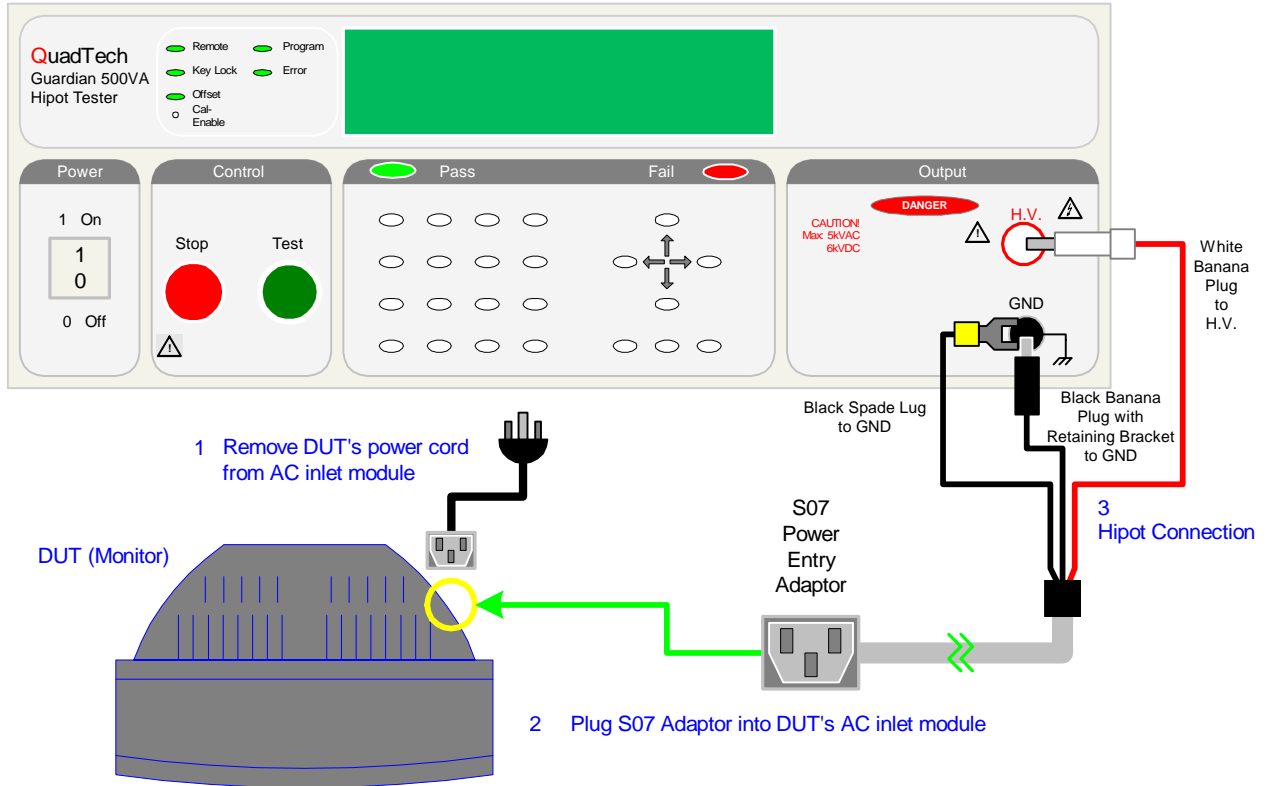 QuadTech
Guardian 500VA
Hipot Tester
Remote
Program
Key Lock
Error
Offset
Cal-
Enable
Power
Control
Pass
Fail
Output
1 On
1
0
0 Off
Stop
Test
DANGER
CAUTION!
Max: 5kVAC
6kVDC
H.V.
GND
White
Banana
Plug
to
H.V.
Black Spade Lug
to GND
Black Banana
Plug with
Retaining Bracket
to GND
1 Remove DUT's power cord
from AC inlet module
DUT (Monitor)
S07
Power
Entry
Adaptor
3
Hipot Connection
2 Plug S07 Adaptor into DUT's AC inlet module